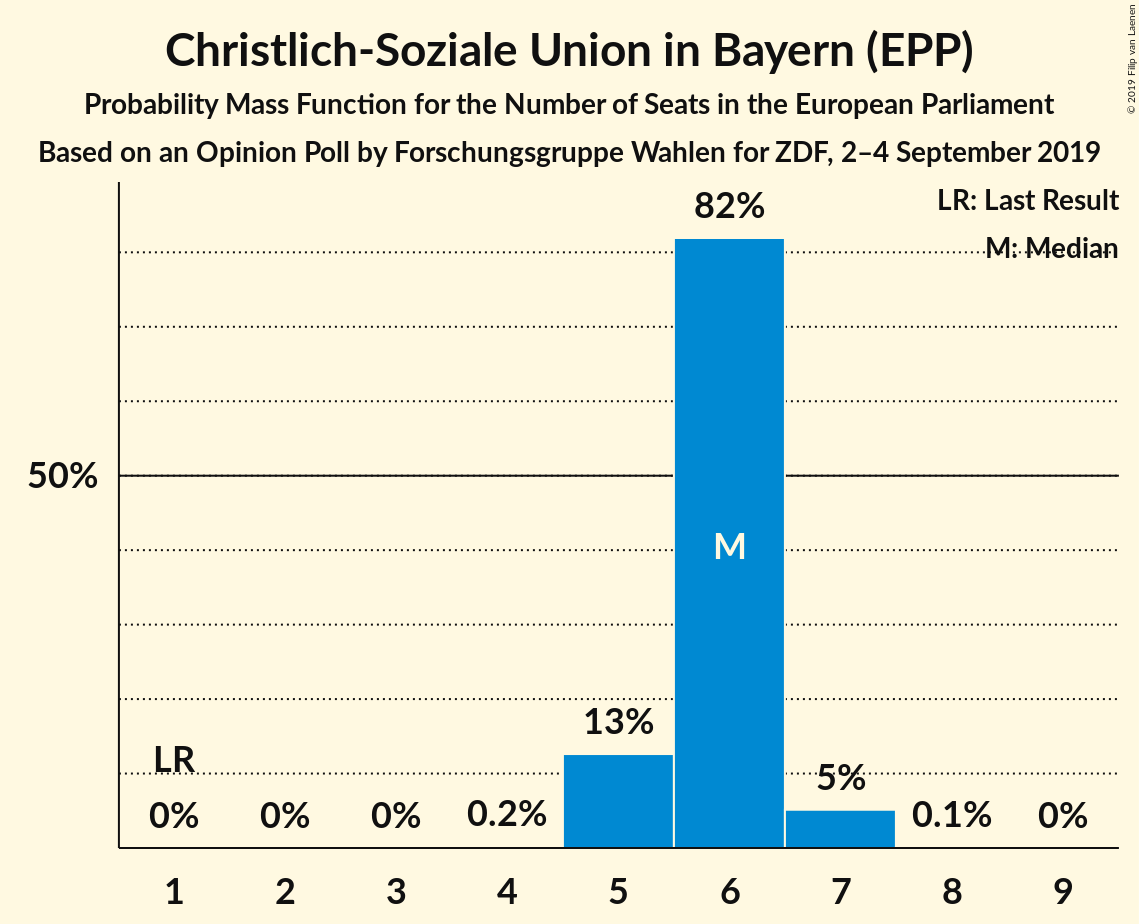 Christlich-Soziale Union in Bayern (EPP)
Probability Mass Function for the Number of Seats in the European Parliament
Based on an Opinion Poll by Forschungsgruppe Wahlen for ZDF, 2–4 September 2019
© 2019 Filip van Laenen
LR: Last Result
M: Median
82%
50%
M
13%
LR
5%
0% 0% 0% 0.2% 0.1% 0%
1 2 3 4 5 6 7 8 9